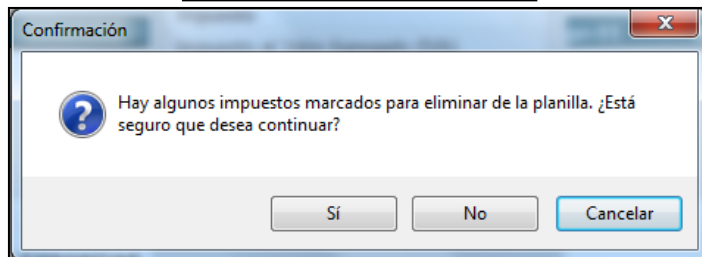 Confirmación
Hay algunos impuestos marcados para eliminar de la planilla. ¿Está
seguro que desea continuar?
Sí
No
Cancelar